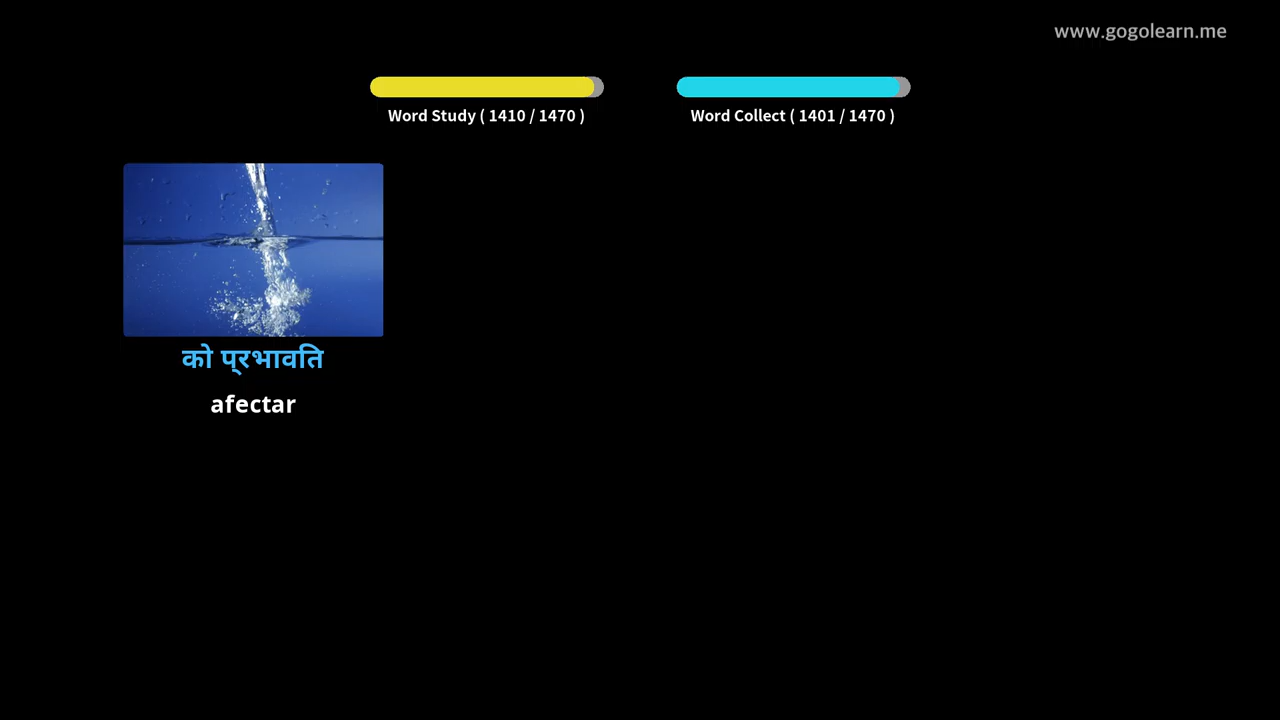 www.gogolearn.me
Word Study ( 1410 / 1470 )
Word Collect ( 1401 / 1470 )
को प्रभावति
afectar